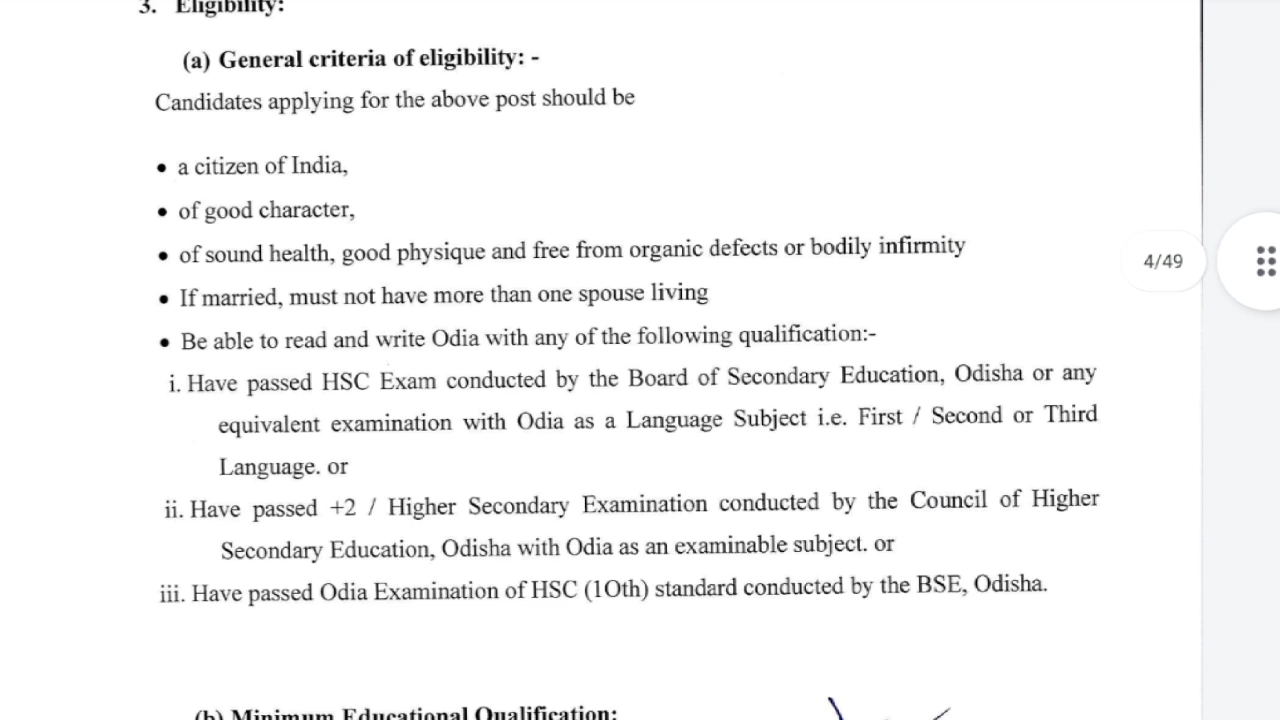 3. Eligibility:
(a) General criteria of eligibility: -
Candidates applying for the above post should be
• a citizen of India,
• of good character,
• of sound health, good physique and free from organic defects or bodily infirmity
• If married, must not have more than one spouse living
• Be able to read and write Odia with any of the following qualification:-
i. Have passed HSC Exam conducted by the Board of Secondary Education, Odisha or any
equivalent examination with Odia as a Language Subject i.e. First / Second or Third
Language. or
ii. Have passed +2 / Higher Secondary Examination conducted by the Council of Higher
Secondary Education, Odisha with Odia as an examinable subject. or
iii. Have passed Odia Examination of HSC (1Oth) standard conducted by the BSE, Odisha.
(b) Minimum Educational Qualification:
4/49